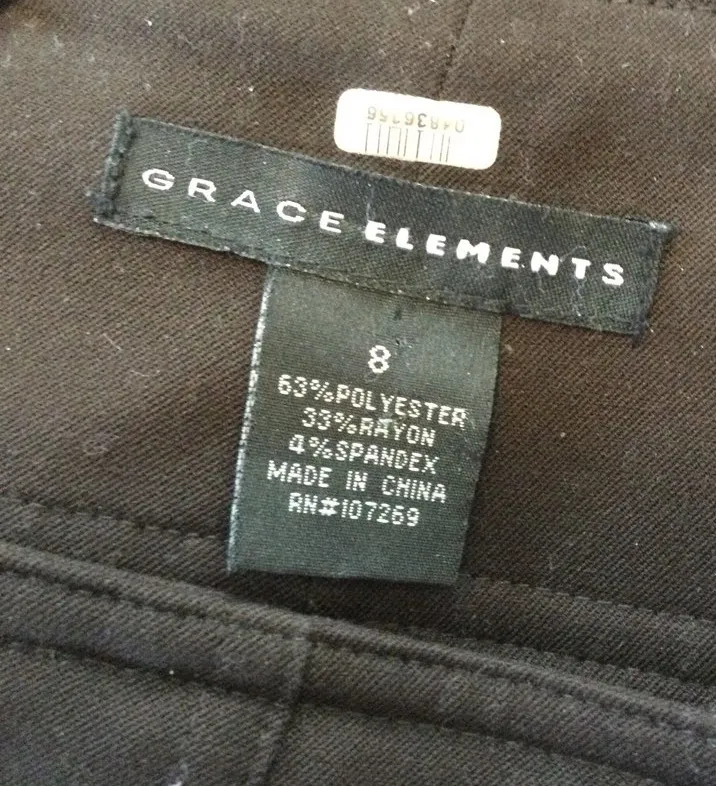 GRACE ELEMENTS
8
63%POLYESTER
33%RAYON
4%SPANDEX
MADE IN CHINA
RN#107269